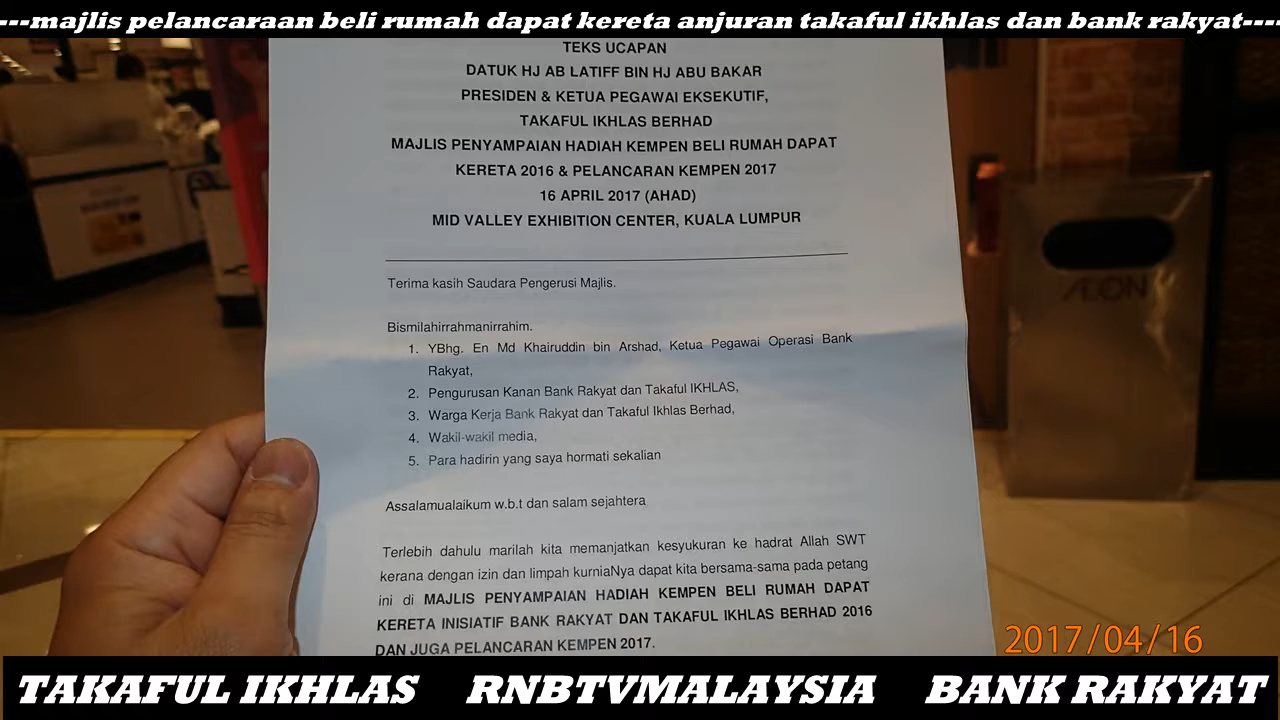 ---majlis pelancaraan beli rumah dapat kereta anjuran takaful ikhlas dan bank rakyat----
TEKS UCAPAN
DATUK HJ AB LATIFF BIN HJ ABU BAKAR
PRESIDEN & KETUA PEGAWAI EKSEKUTIF,
TAKAFUL IKHLAS BERHAD
MAJLIS PENYAMPAIAN HADIAH KEMPEN BELI RUMAH DAPAT
KERETA 2016 & PELANCARAN KEMPEN 2017
16 APRIL 2017 (AHAD)
MID VALLEY EXHIBITION CENTER, KUALA LUMPUR
Terima kasih Saudara Pengerusi Majlis.
Bismilahirrahmanirrahim.
1. YBhg. En Md Khairuddin bin Arshad, Ketua Pegawai Operasi Bank
Rakyat,
2. Pengurusan Kanan Bank Rakyat dan Takaful IKHLAS,
3. Warga Kerja Bank Rakyat dan Takaful Ikhlas Berhad,
4. Wakil-wakil media,
5. Para hadirin yang saya hormati sekalian
Assalamualaikum w.b.t dan salam sejahtera
Terlebih dahulu marilah kita memanjatkan kesyukuran ke hadrat Allah SWT
kerana dengan izin dan limpah kurniaNya dapat kita bersama-sama pada petang
ini di MAJLIS PENYAMPAIAN HADIAH KEMPEN BELI RUMAH DAPAT
KERETA INISIATIF BANK RAKYAT DAN TAKAFUL IKHLAS BERHAD 2016
DAN JUGA PELANCARAN KEMPEN 2017.
AEON
2017/04/16
TAKAFUL IKHLAS RNBTVMALAYSIA BANK RAKYAT